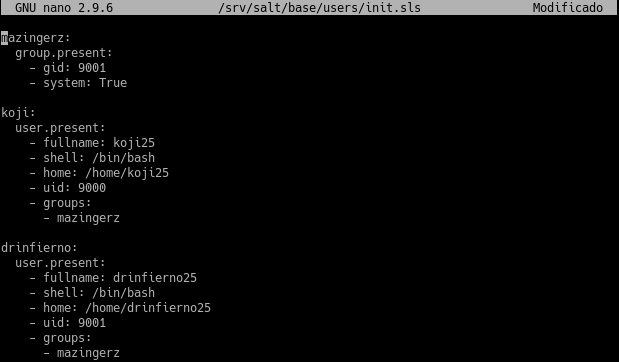 GNU nano 2.9.6 /srv/salt/base/users/init.sls Modificado
mazingerz:
  group.present:
    - gid: 9001
    - system: True

koji:
  user.present:
    - fullname: koji25
    - shell: /bin/bash
    - home: /home/koji25
    - uid: 9000
    - groups:
      - mazingerz

drinfierno:
  user.present:
    - fullname: drinfierno25
    - shell: /bin/bash
    - home: /home/drinfierno25
    - uid: 9001
    - groups:
      - mazingerz